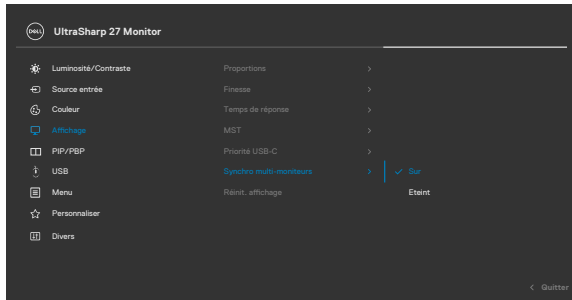 DELL UltraSharp 27 Monitor
Luminosité/Contraste Proportions
Source entrée Finesse
Couleur Temps de réponse
Affichage MST
PIP/PBP Priorité USB-C
USB Synchro multi-moniteurs Sur
Menu Réinit. affichage Eteint
Personnaliser
Divers
Quitter